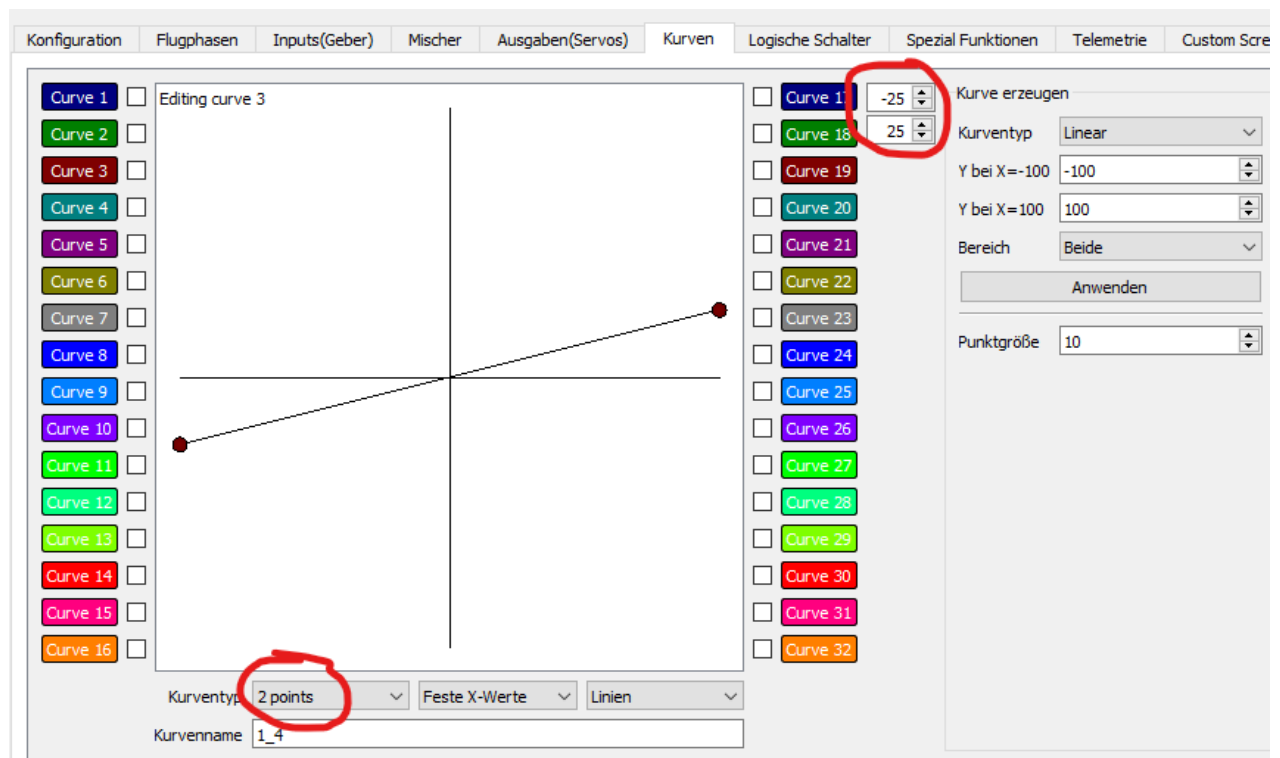 Konfiguration Flugphasen Inputs(Geber) Mischer Ausgaben(Servos) Kurven Logische Schalter Spezial Funktionen Telemetrie Custom Scre
Editing curve 3
Curve 1
Curve 2
Curve 3
Curve 4
Curve 5
Curve 6
Curve 7
Curve 8
Curve 9
Curve 10
Curve 11
Curve 12
Curve 13
Curve 14
Curve 15
Curve 16
Curve 17 -25
Curve 18 25
Curve 19
Curve 20
Curve 21
Curve 22
Curve 23
Curve 24
Curve 25
Curve 26
Curve 27
Curve 28
Curve 29
Curve 30
Curve 31
Curve 32
Kurve erzeugen
Kurventyp Linear
Y bei X=-100 -100
Y bei X=100 100
Bereich Beide
Anwenden
Punktgröße 10
Kurventyp 2 points Feste X-Werte Linien
Kurvenname 1_4